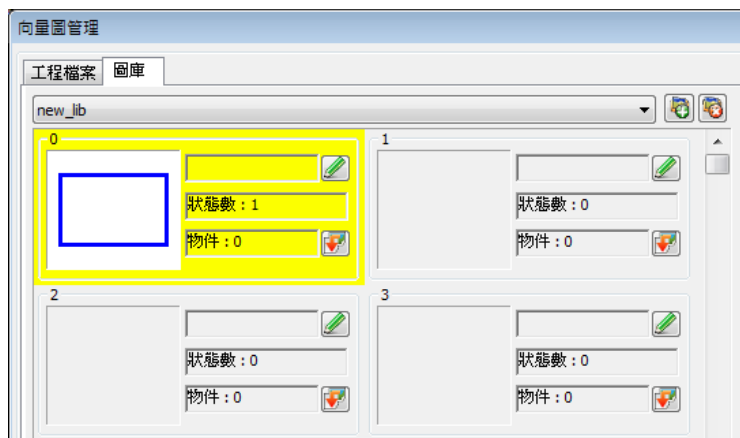 向量圖管理
工程檔案 圖庫
new_lib
0 1
狀態數：1 狀態數：0
物件：0 物件：0
2 3
狀態數：0 狀態數：0
物件：0 物件：0